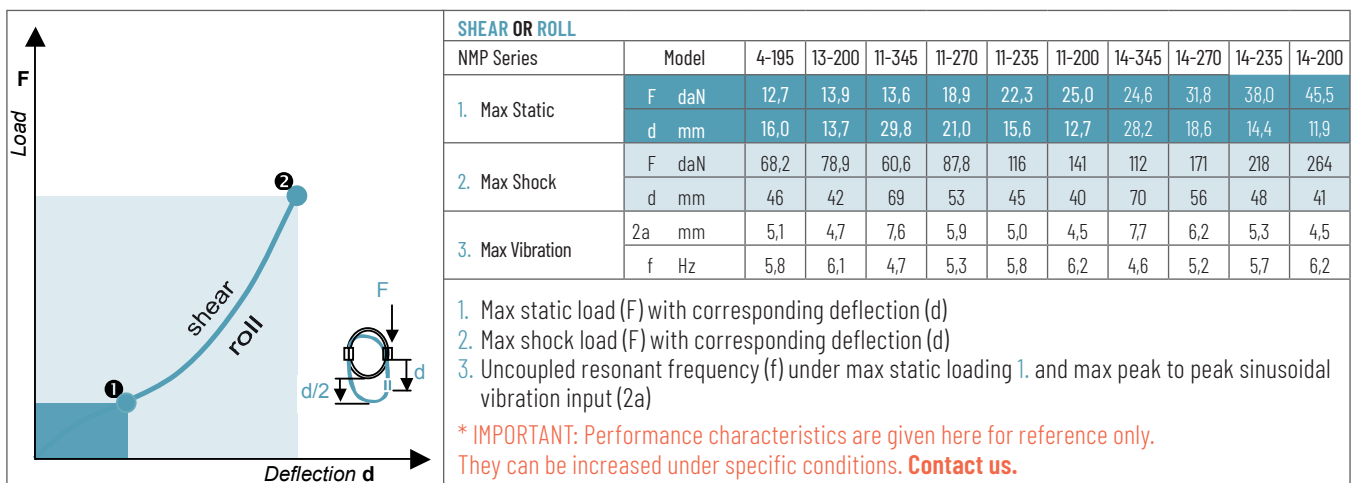 F
Load
shear
roll
❶
❷
F
d
d/2
Deflection d
SHEAR OR ROLL
NMP Series Model 4-195 13-200 11-345 11-270 11-235 11-200 14-345 14-270 14-235 14-200
1. Max Static F daN 12,7 13,9 13,6 18,9 22,3 25,0 24,6 31,8 38,0 45,5
d mm 16,0 13,7 29,8 21,0 15,6 12,7 28,2 18,6 14,4 11,9
2. Max Shock F daN 68,2 78,9 60,6 87,8 116 141 112 171 218 264
d mm 46 42 69 53 45 40 70 56 48 41
3. Max Vibration 2a mm 5,1 4,7 7,6 5,9 5,0 4,5 7,7 6,2 5,3 4,5
f Hz 5,8 6,1 4,7 5,3 5,8 6,2 4,6 5,2 5,7 6,2
1. Max static load (F) with corresponding deflection (d)
2. Max shock load (F) with corresponding deflection (d)
3. Uncoupled resonant frequency (f) under max static loading 1. and max peak to peak sinusoidal
vibration input (2a)
* IMPORTANT: Performance characteristics are given here for reference only.
They can be increased under specific conditions. Contact us.